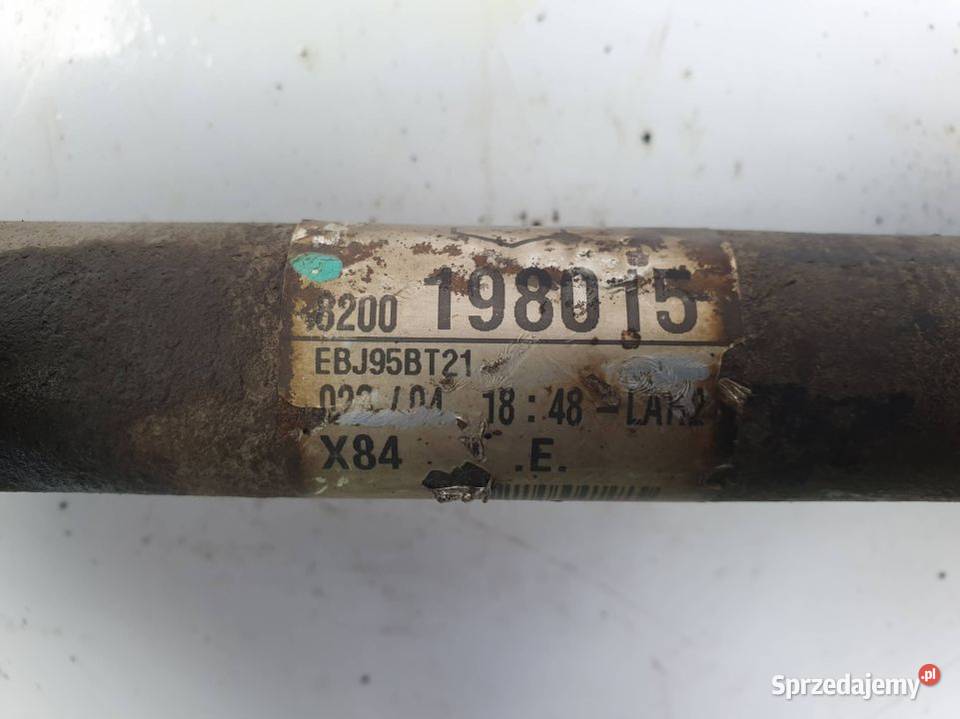 8200 198015
EBJ95BT21
18:48
X84 .E.
Sprzedajemy.pl